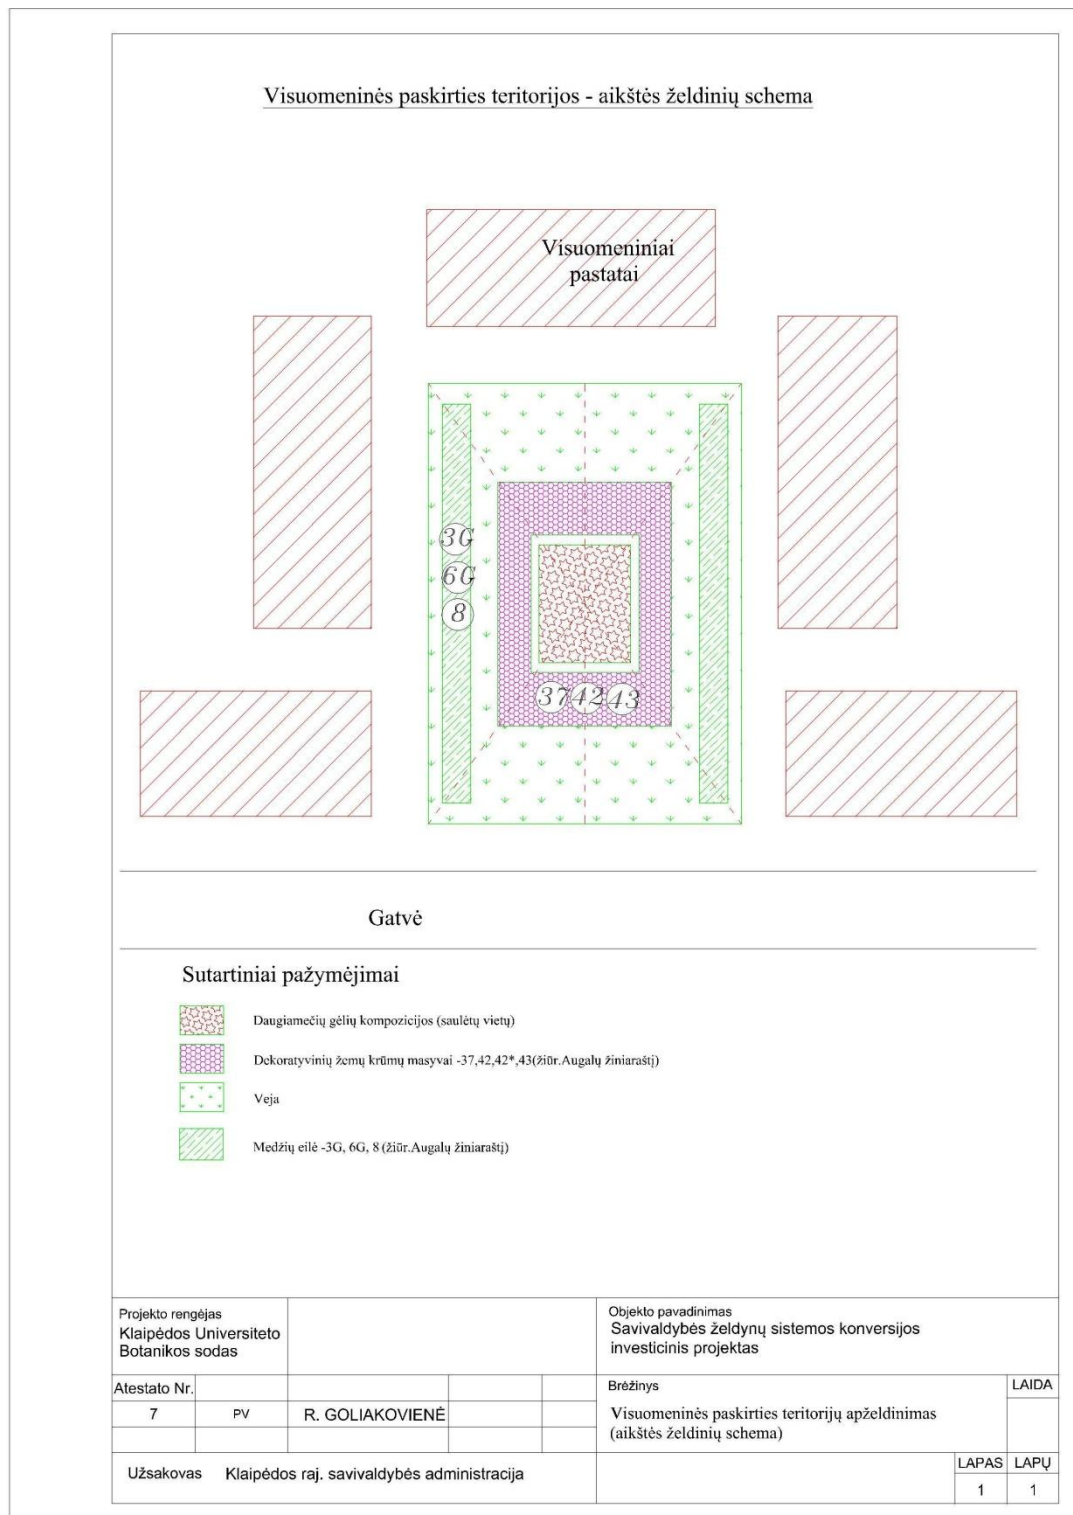 Visuomeninės paskirties teritorijos - aikštės želdinių schema
Visuomeniniai
pastatai
3G
6G
8
37 42 43
Gatvė
Sutartiniai pažymėjimai
Daugiamečių gėlių kompozicijos (saulėtų vietų)
Dekoratyvinių žemų krūmų masyvai -37,42,42*,43(žiūr.Augalų žiniaraštį)
Veja
Medžių eilė -3G, 6G, 8 (žiūr.Augalų žiniaraštį)
Projekto rengėjas
Klaipėdos Universiteto
Botanikos sodas
Objekto pavadinimas
Savivaldybės želdynų sistemos konversijos
investicinis projektas
Atestato Nr.
7 PV R. GOLIAKOVIENĖ
Brėžinys
Visuomeninės paskirties teritorijų apželdinimas
(aikštės želdinių schema)
LAIDA
Užsakovas Klaipėdos raj. savivaldybės administracija
LAPAS LAPŲ
1 1